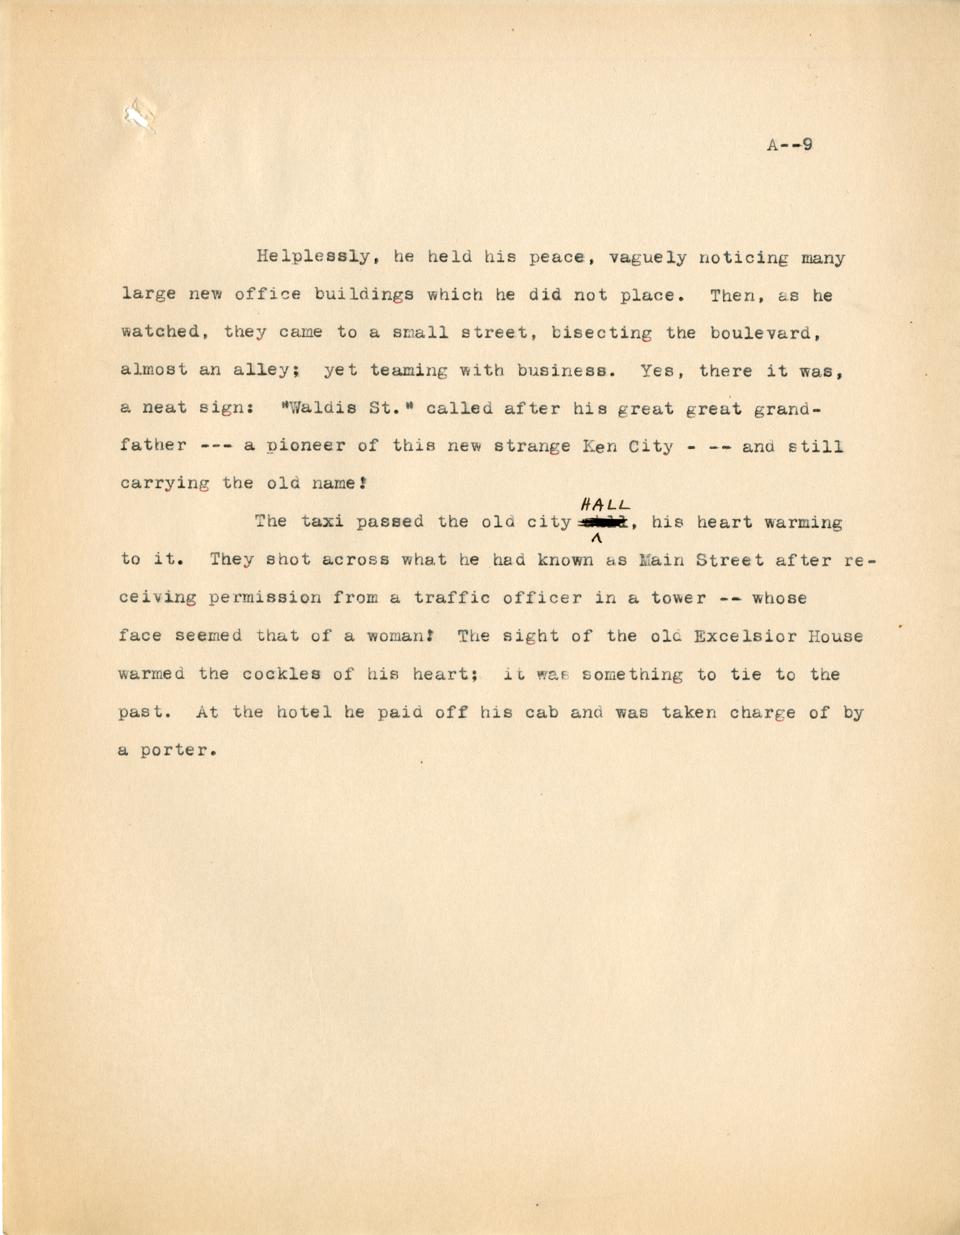 A--9
Helplessly, he held his peace, vaguely noticing many
large new office buildings which he did not place.  Then, as he
watched, they came to a small street, bisecting the boulevard,
almost an alley;  yet teaming with business.  Yes, there it was,
a neat sign:  "Waldis St." called after his great great grand-
father --- a pioneer of this new strange Ken City - -- and still
carrying the old name!
HALL
The taxi passed the old city , his heart warming
to it.  They shot across what he had known as Main Street after re-
ceiving permission from a traffic officer in a tower -- whose
face seemed that of a woman!  The sight of the old Excelsior House
warmed the cockles of his heart;  it was something to tie to the
past.  At the hotel he paid off his cab and was taken charge of by
a porter.